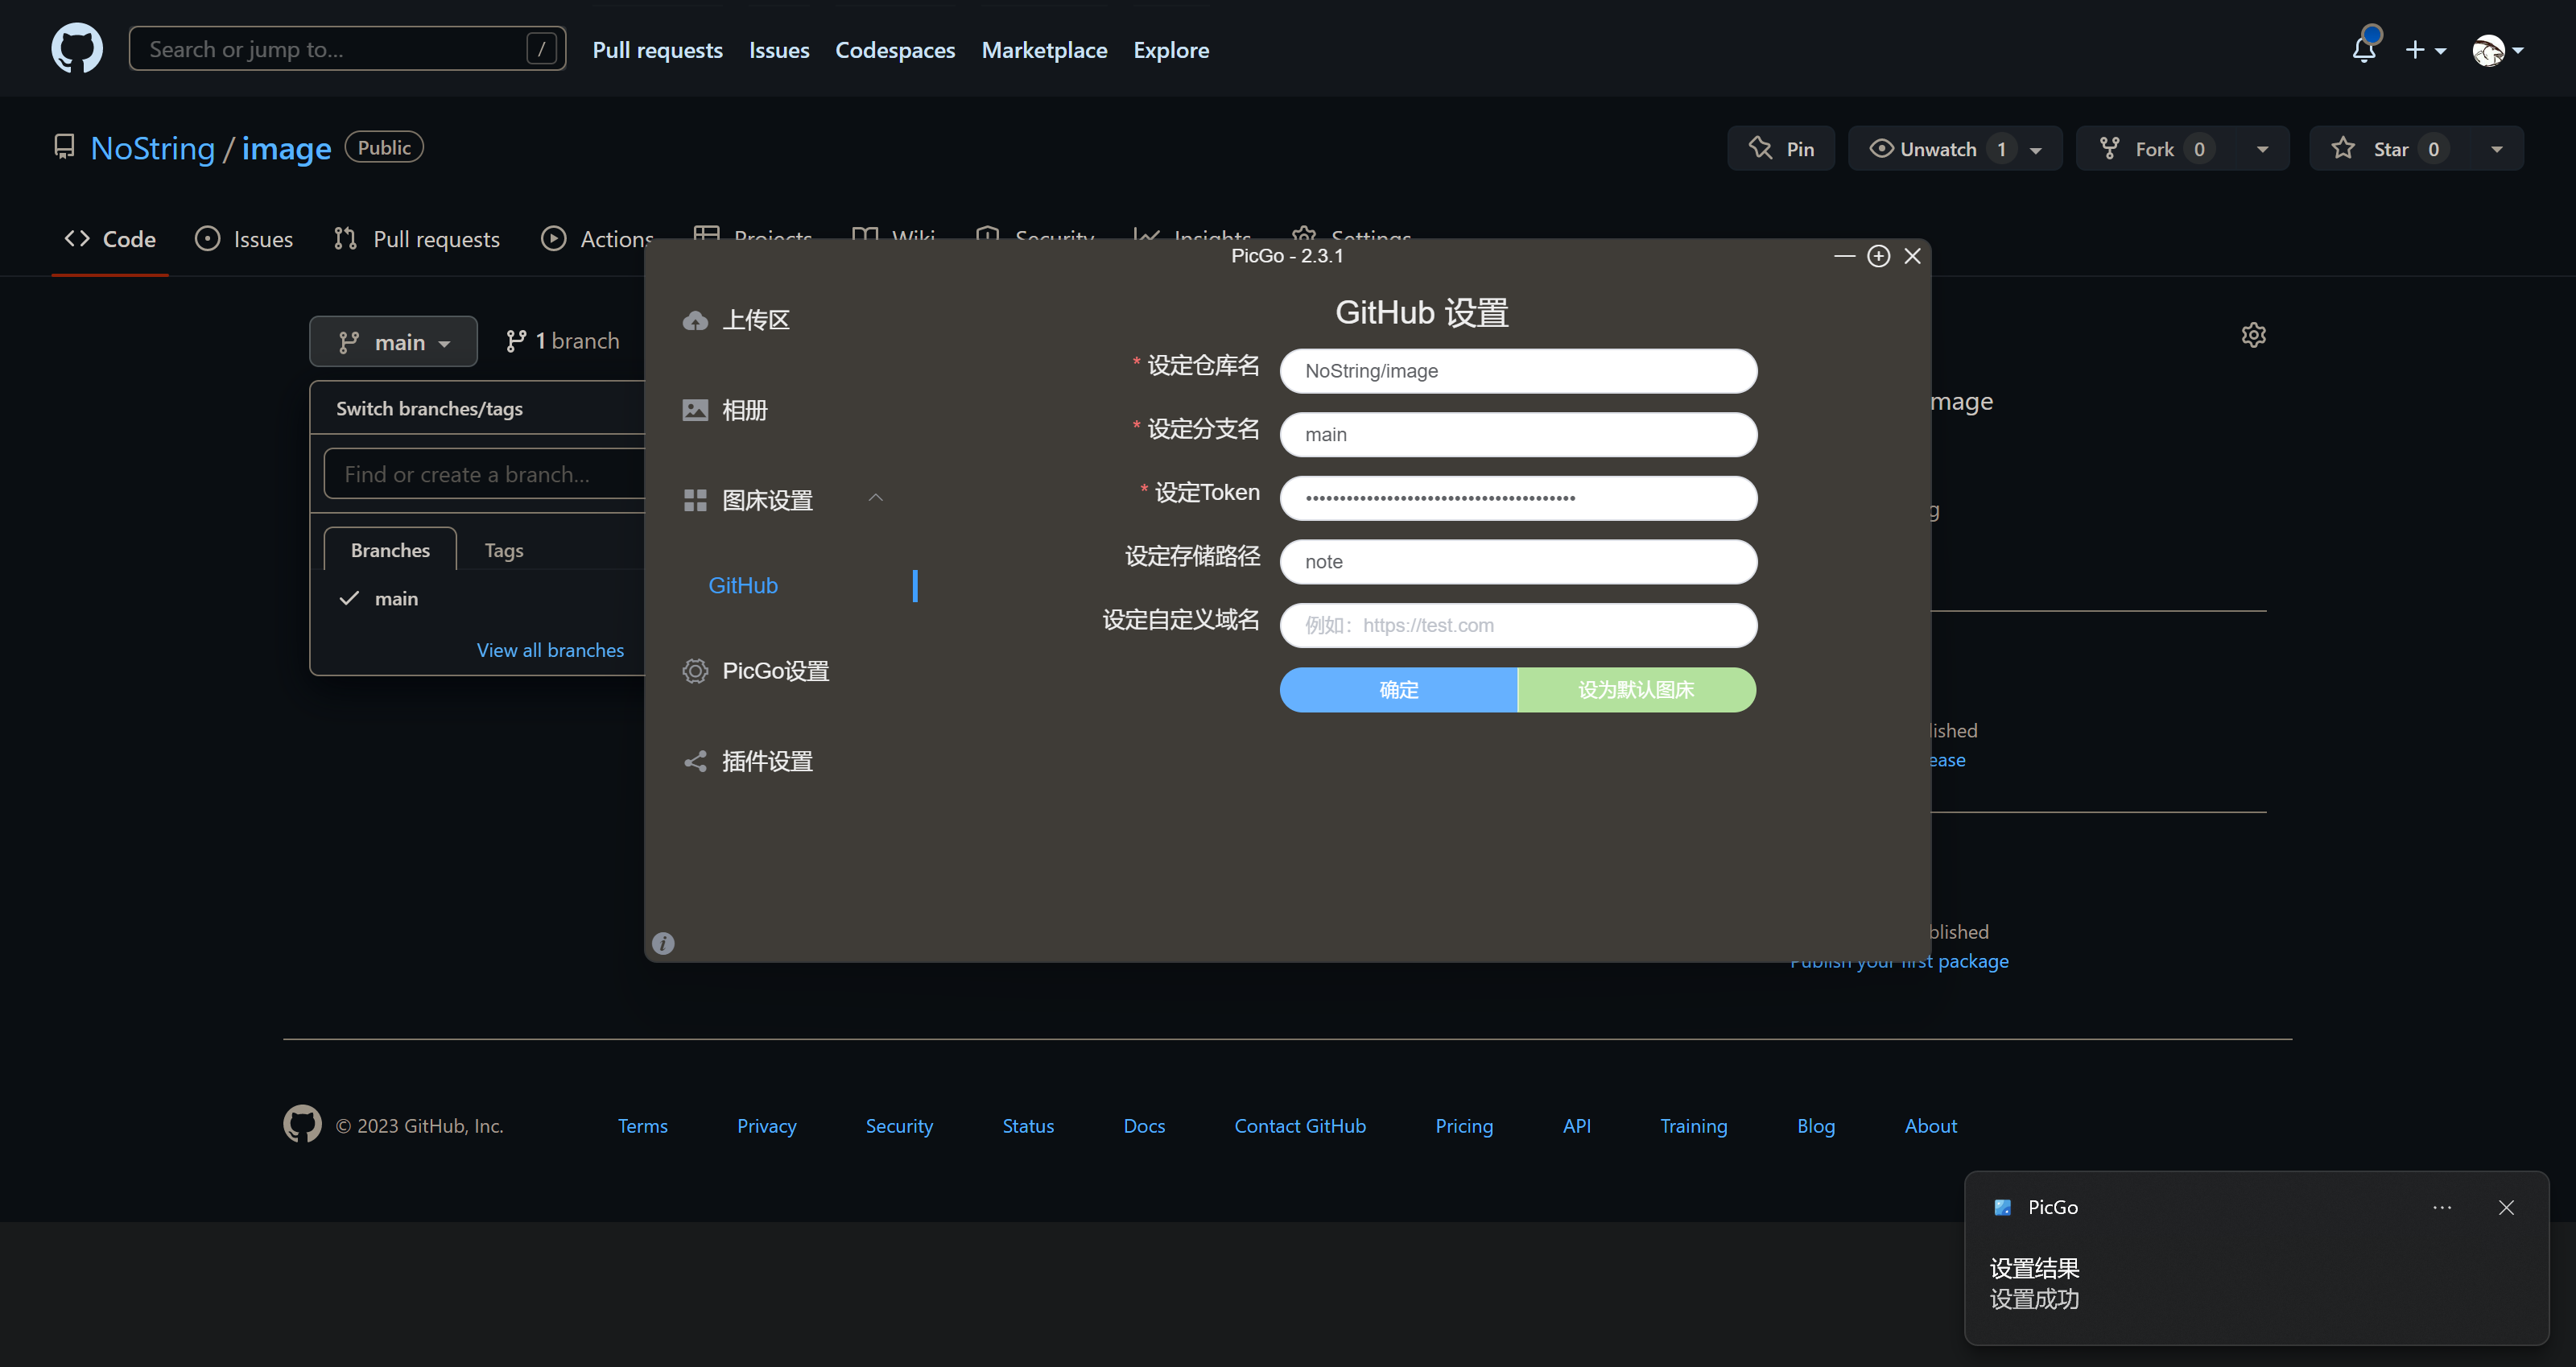 Search or jump to...
/
Pull requests
Issues
Codespaces
Marketplace
Explore
NoString / image
Public
Pin
Unwatch 1
Fork 0
Star 0
Code
Issues
Pull requests
Actions
Projects
Wiki
Security
Insights
Settings
main
1 branch
Switch branches/tags
Find or create a branch...
Branches
Tags
main
View all branches
PicGo - 2.3.1
上传区
相册
图床设置
GitHub
PicGo设置
插件设置
GitHub 设置
* 设定仓库名
NoString/image
* 设定分支名
main
* 设定Token
••••••••••••••••••••••••••••••••••••••••
设定存储路径
note
设定自定义域名
例如：https://test.com
确定
设为默认图床
Publish your first package
© 2023 GitHub, Inc.
Terms
Privacy
Security
Status
Docs
Contact GitHub
Pricing
API
Training
Blog
About
PicGo
设置结果
设置成功